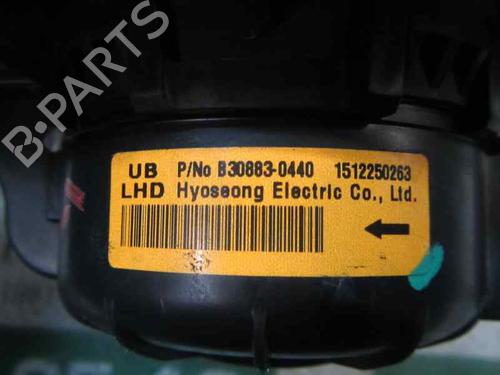 B-PARTS
UB P/No B30883-0440 1512250263
LHD Hyoseong Electric Co., Ltd.